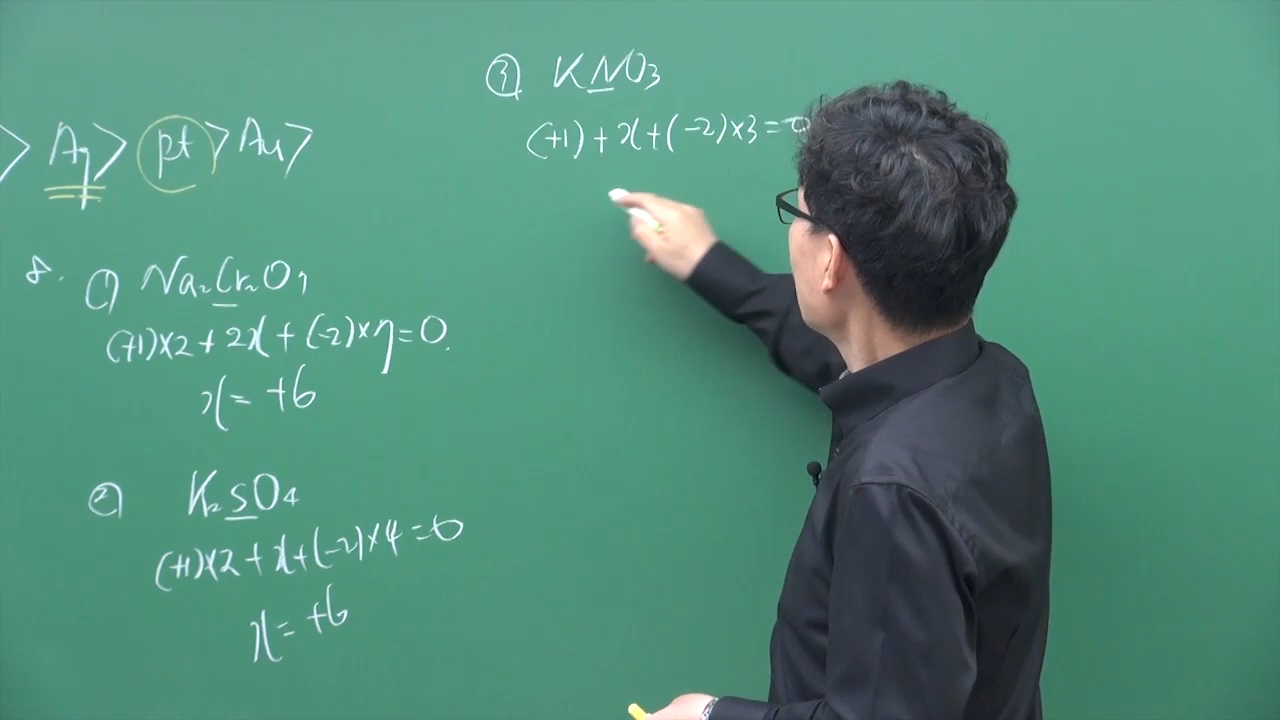 > Ag > pt > Au >
8. ① Na₂Cr₂O₇
(+1)×2 + 2x + (-2)×7 = 0.
x = +6
② K₂SO₄
(+1)×2 + x + (-2)×4 = 0
x = +6
③ KNO₃
(+1) + x + (-2)×3 = 0